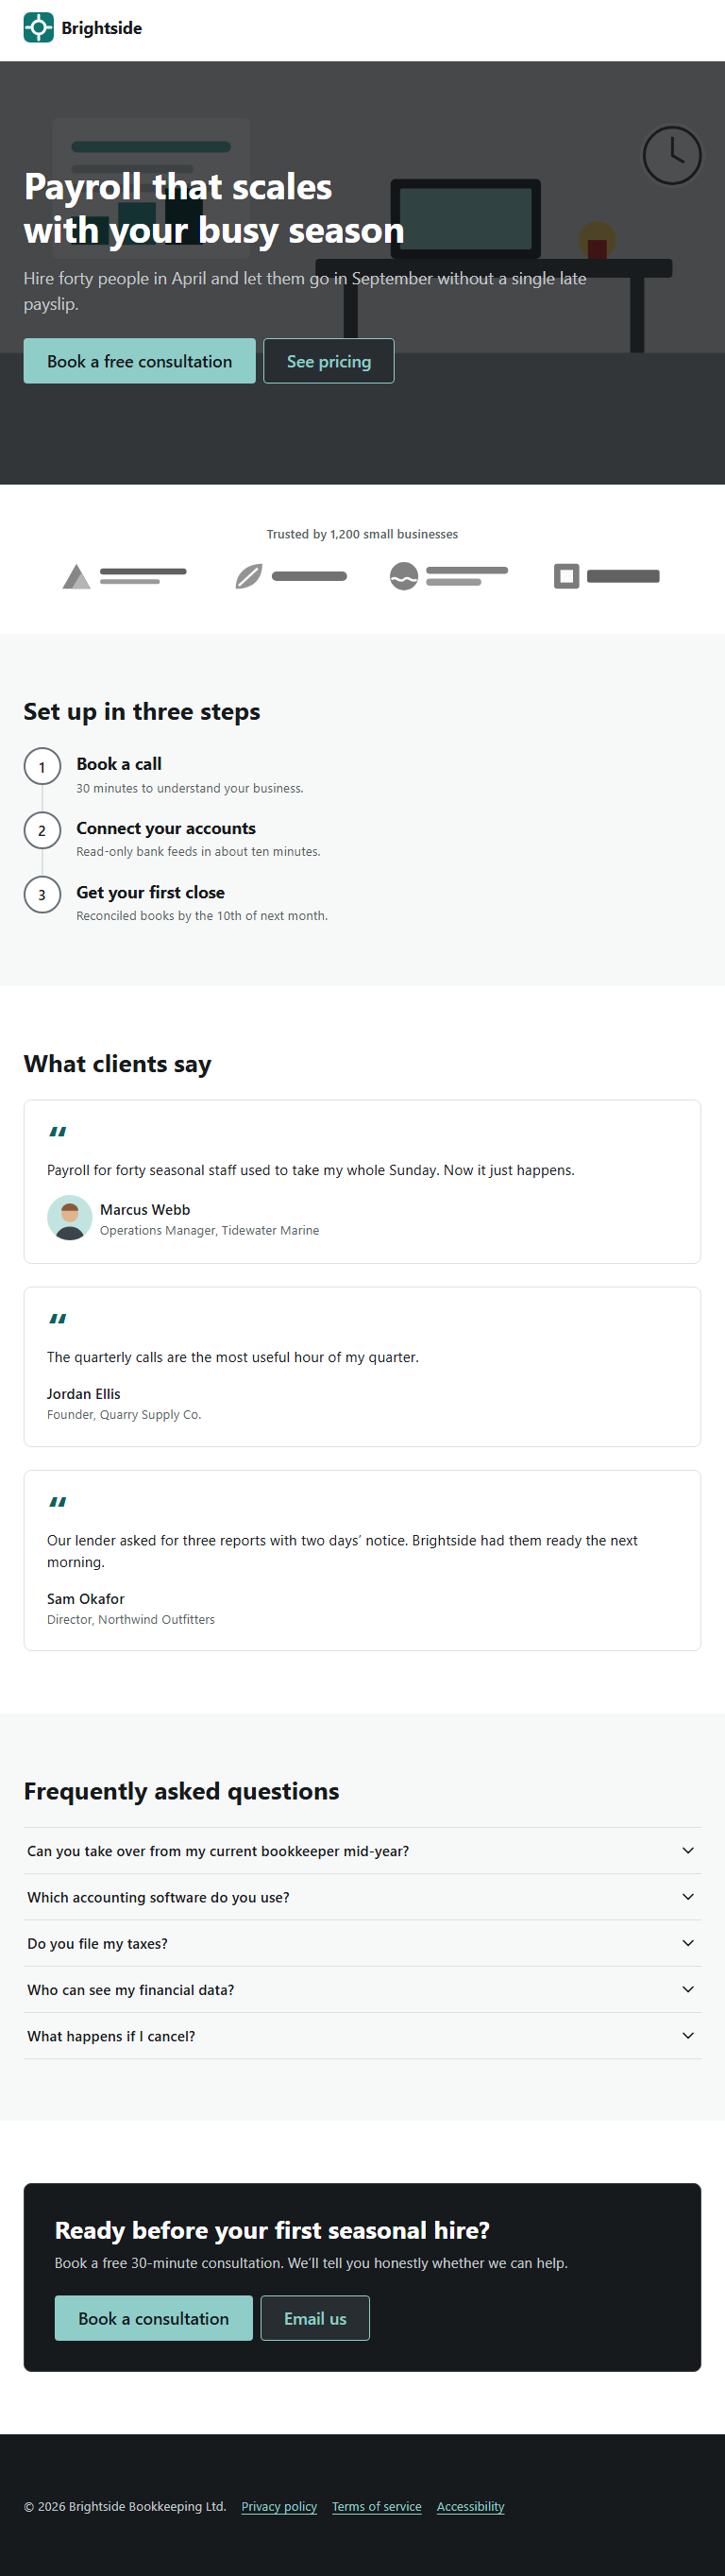 Brightside
Payroll that scales
with your busy season
Hire forty people in April and let them go in September without a single late
payslip.
Book a free consultation
See pricing
Trusted by 1,200 small businesses
Set up in three steps
1
Book a call
30 minutes to understand your business.
2
Connect your accounts
Read-only bank feeds in about ten minutes.
3
Get your first close
Reconciled books by the 10th of next month.
What clients say
“
Payroll for forty seasonal staff used to take my whole Sunday. Now it just happens.
Marcus Webb
Operations Manager, Tidewater Marine
“
The quarterly calls are the most useful hour of my quarter.
Jordan Ellis
Founder, Quarry Supply Co.
“
Our lender asked for three reports with two days’ notice. Brightside had them ready the next
morning.
Sam Okafor
Director, Northwind Outfitters
Frequently asked questions
Can you take over from my current bookkeeper mid-year?
Which accounting software do you use?
Do you file my taxes?
Who can see my financial data?
What happens if I cancel?
Ready before your first seasonal hire?
Book a free 30-minute consultation. We’ll tell you honestly whether we can help.
Book a consultation
Email us
© 2026 Brightside Bookkeeping Ltd. Privacy policy Terms of service Accessibility